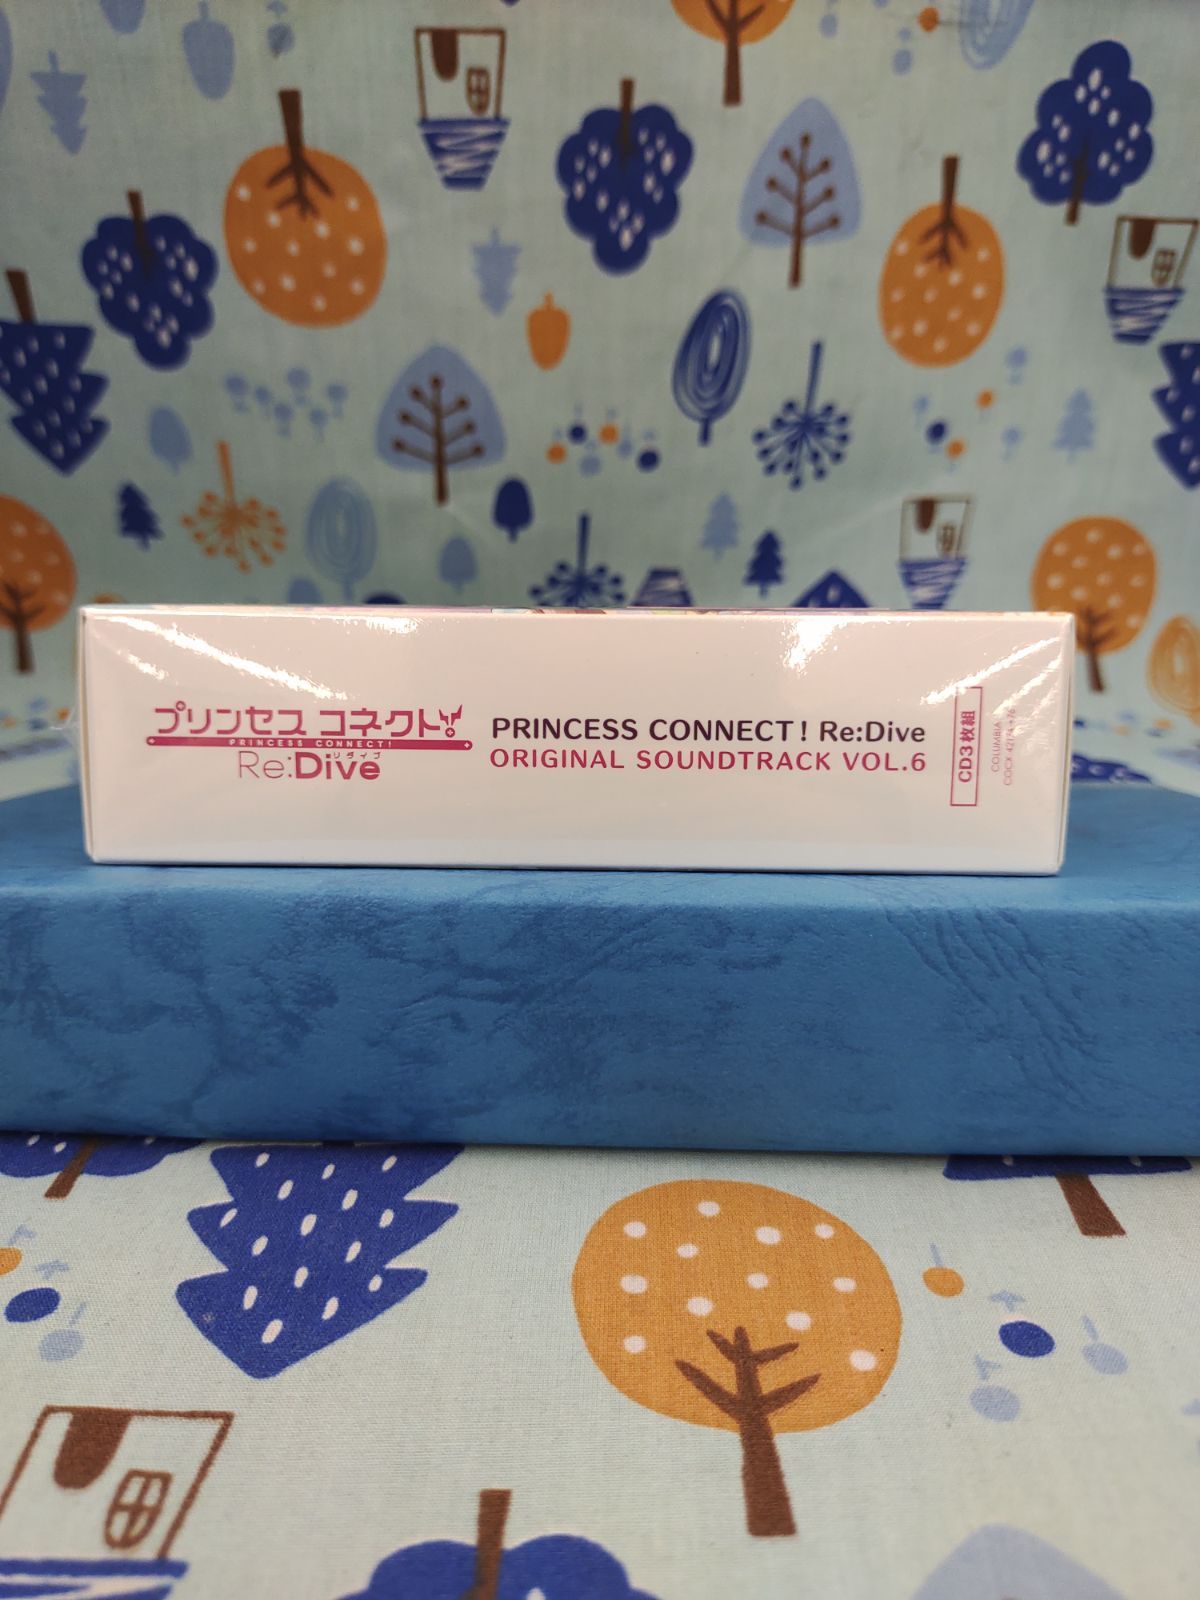 プリンセスコネクト!
PRINCESS CONNECT!
リダイブ
Re:Dive
PRINCESS CONNECT! Re:Dive
ORIGINAL SOUNDTRACK VOL.6
CD3枚組
COLUMBIA